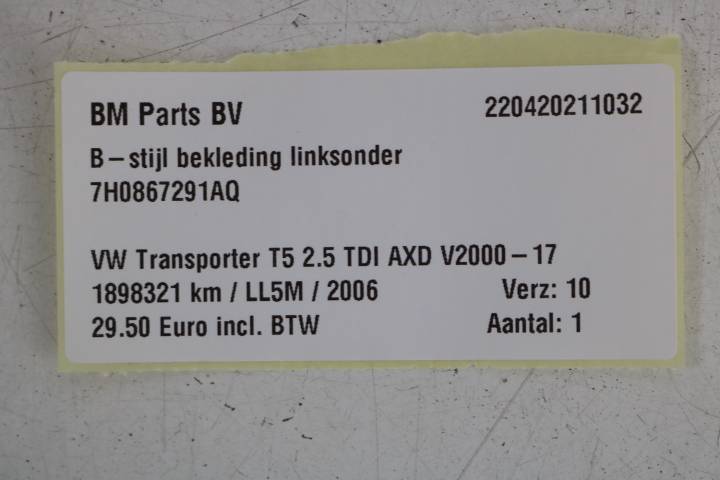 BM Parts BV 220420211032
B-stijl bekleding linksonder
7H0867291AQ
VW Transporter T5 2.5 TDI AXD V2000-17
1898321 km / LL5M / 2006 Verz: 10
29.50 Euro incl. BTW Aantal: 1